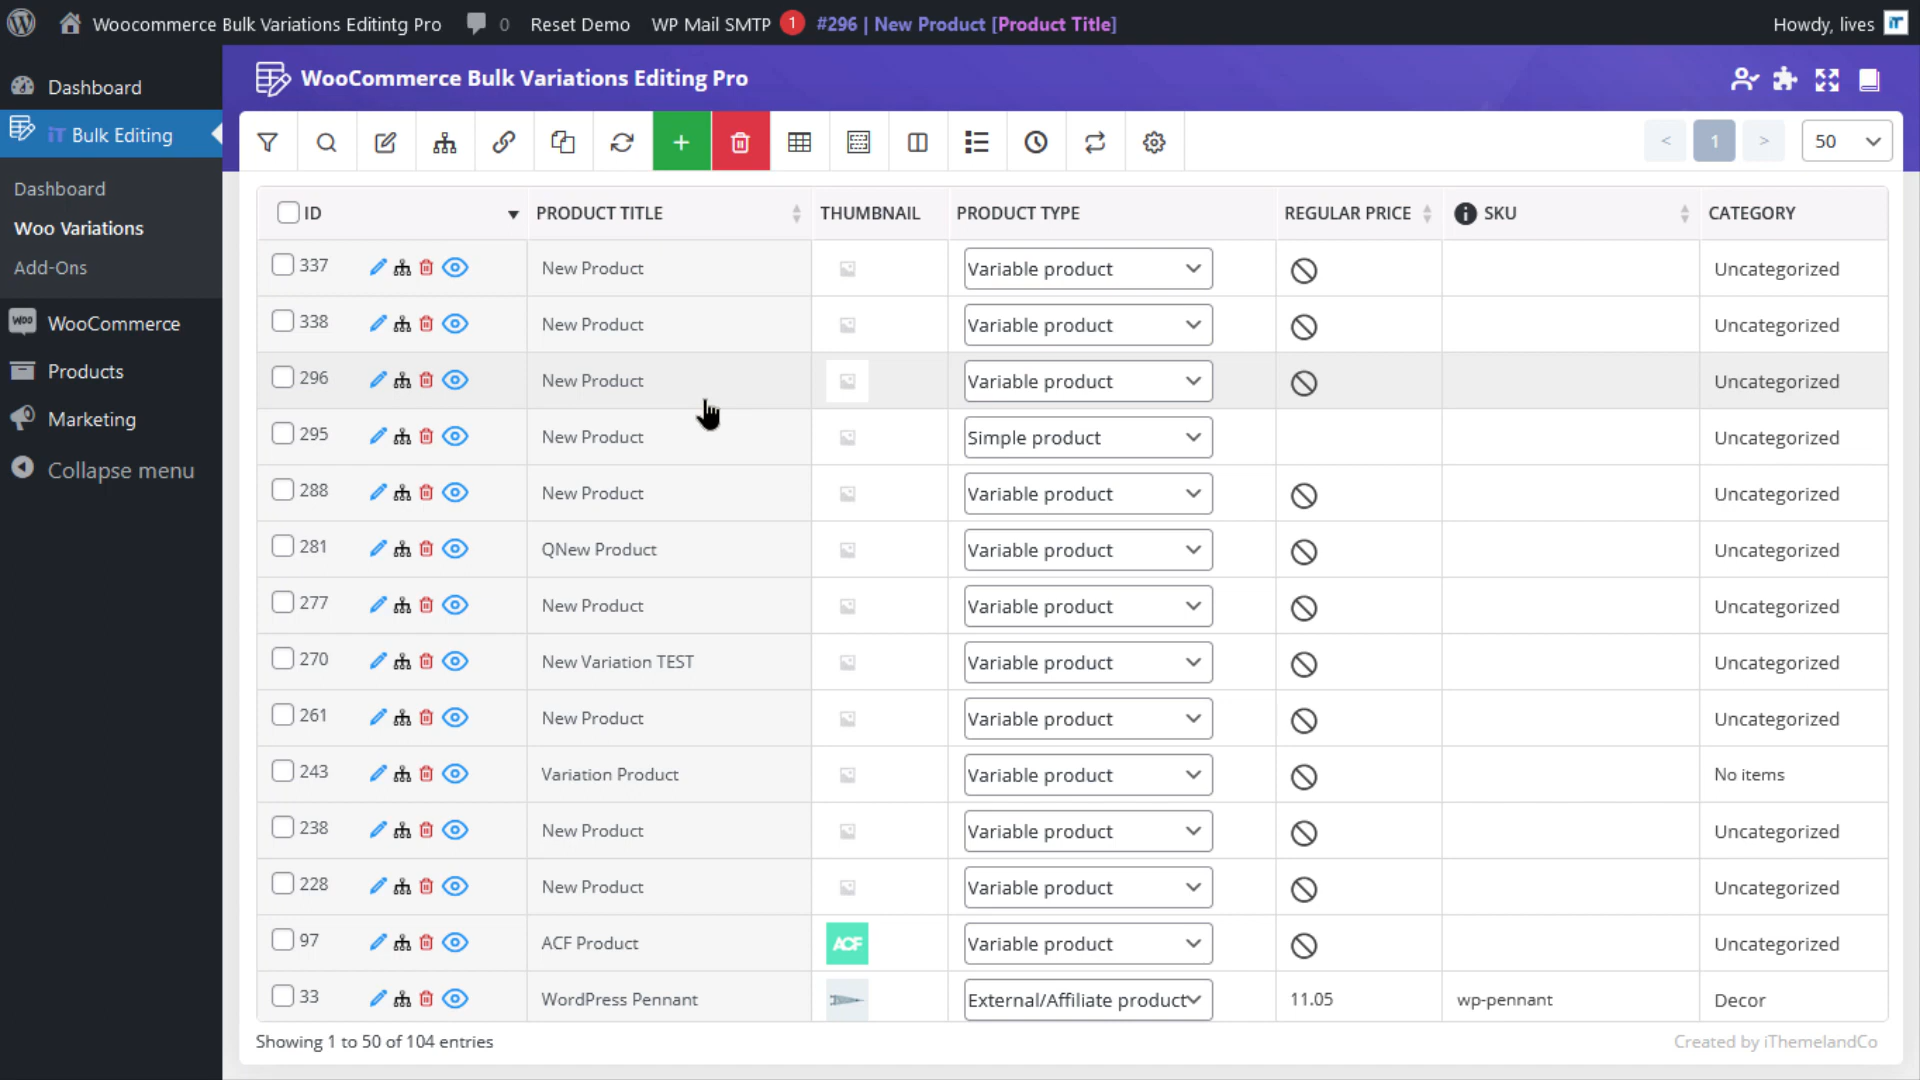 Woocommerce Bulk Variations Editintg Pro 0 Reset Demo WP Mail SMTP 1 #296 | New Product [Product Title] Howdy, lives iT
Dashboard
iT Bulk Editing
Dashboard
Woo Variations
Add-Ons
Woo WooCommerce
Products
Marketing
Collapse menu
WooCommerce Bulk Variations Editing Pro
+ < 1 > 50
ID PRODUCT TITLE THUMBNAIL PRODUCT TYPE REGULAR PRICE SKU CATEGORY
337 New Product Variable product Uncategorized
338 New Product Variable product Uncategorized
296 New Product Variable product Uncategorized
295 New Product Simple product Uncategorized
288 New Product Variable product Uncategorized
281 QNew Product Variable product Uncategorized
277 New Product Variable product Uncategorized
270 New Variation TEST Variable product Uncategorized
261 New Product Variable product Uncategorized
243 Variation Product Variable product No items
238 New Product Variable product Uncategorized
228 New Product Variable product Uncategorized
97 ACF Product ACF Variable product Uncategorized
33 WordPress Pennant External/Affiliate product 11.05 wp-pennant Decor
Showing 1 to 50 of 104 entries Created by iThemelandCo